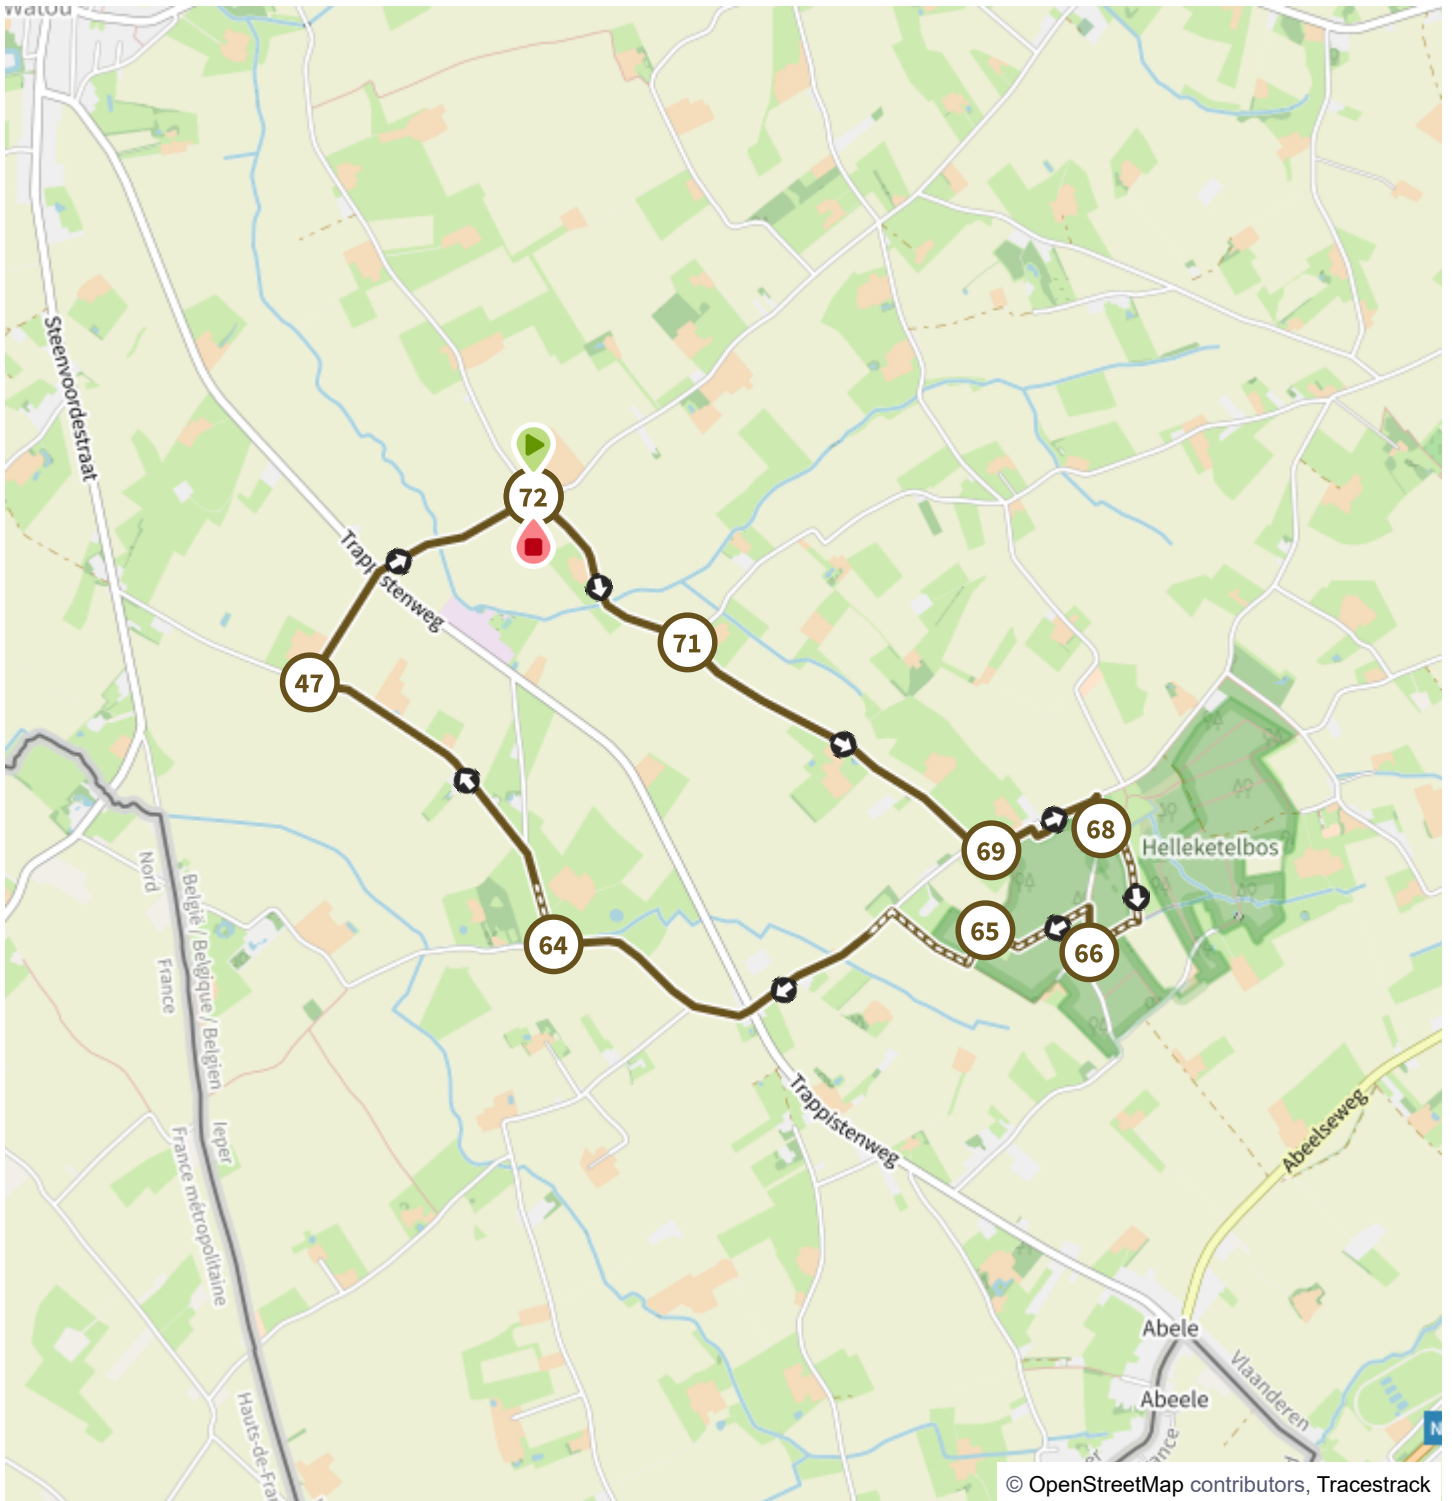 Watou
Steenvoordestraat
72
Trappistenweg
71
47
68
69
Helleketelbos
65
64
66
Nord
België / Belgique / Belgien
France
Trappistenweg
Abeelseweg
Ieper
France métropolitaine
Abele
Vlaanderen
Abeele
Hauts-de-Fra
N
© OpenStreetMap contributors, Tracestrack